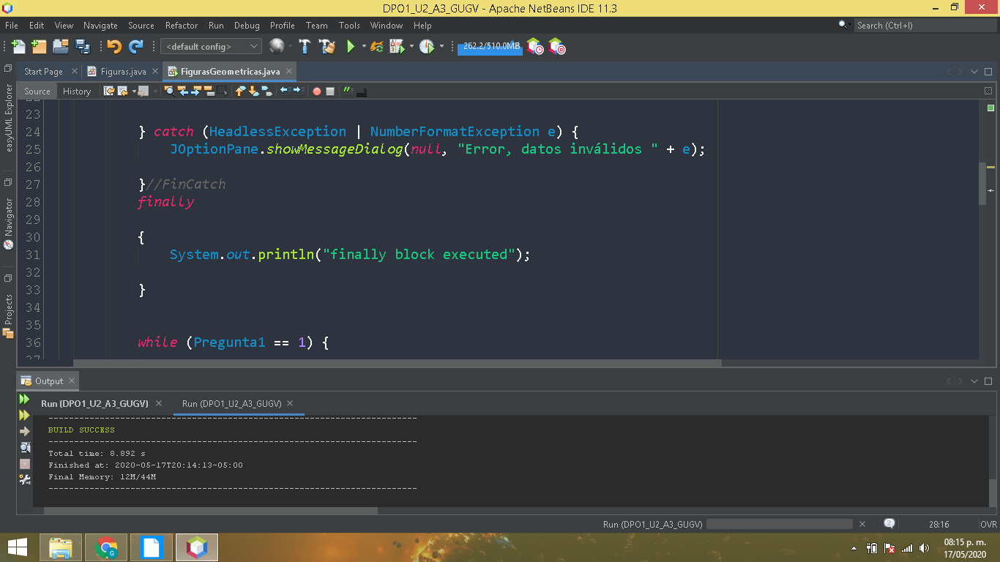 DPO1_U2_A3_GUGV - Apache NetBeans IDE 11.3
File Edit View Navigate Source Refactor Run Debug Profile Team Tools Window Help
Search (Ctrl+I)
<default config>
262.2/510.0MB
Start Page
Figuras.java
FigurasGeometricas.java
Source History
easyUML Explorer
Navigator
Projects
23
24 } catch (HeadlessException | NumberFormatException e) {
25 JOptionPane.showMessageDialog(null, "Error, datos inválidos " + e);
26
27 }//FinCatch
28 finally
29
30 {
31 System.out.println("finally block executed");
32
33 }
34
35
36 while (Pregunta1 == 1) {
37
Output
Run (DPO1_U2_A3_GUGV)
Run (DPO1_U2_A3_GUGV)
------------------------------------------------------------------------
BUILD SUCCESS
------------------------------------------------------------------------
Total time: 8.892 s
Finished at: 2020-05-17T20:14:13-05:00
Final Memory: 12M/44M
------------------------------------------------------------------------
Run (DPO1_U2_A3_GUGV)
28:16
OVR
08:15 p. m.
17/05/2020